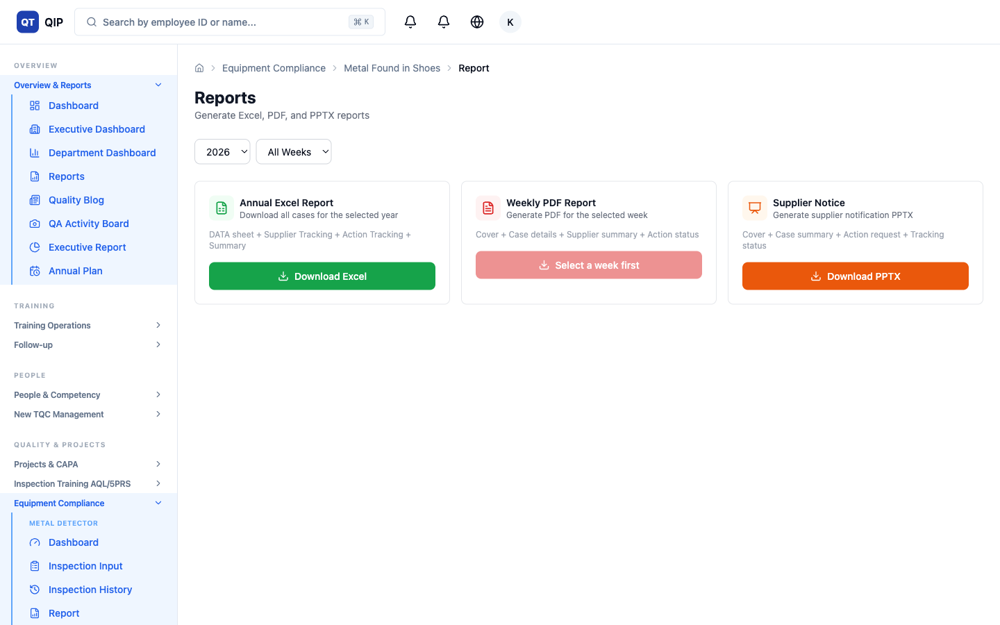 QT QIP
Search by employee ID or name...
⌘ K
K
OVERVIEW
Overview & Reports
Dashboard
Executive Dashboard
Department Dashboard
Reports
Quality Blog
QA Activity Board
Executive Report
Annual Plan
TRAINING
Training Operations
Follow-up
PEOPLE
People & Competency
New TQC Management
QUALITY & PROJECTS
Projects & CAPA
Inspection Training AQL/5PRS
Equipment Compliance
METAL DETECTOR
Dashboard
Inspection Input
Inspection History
Report
Equipment Compliance > Metal Found in Shoes > Report
Reports
Generate Excel, PDF, and PPTX reports
2026
All Weeks
Annual Excel Report
Download all cases for the selected year
DATA sheet + Supplier Tracking + Action Tracking +
Summary
Download Excel
Weekly PDF Report
Generate PDF for the selected week
Cover + Case details + Supplier summary + Action status
Select a week first
Supplier Notice
Generate supplier notification PPTX
Cover + Case summary + Action request + Tracking
status
Download PPTX